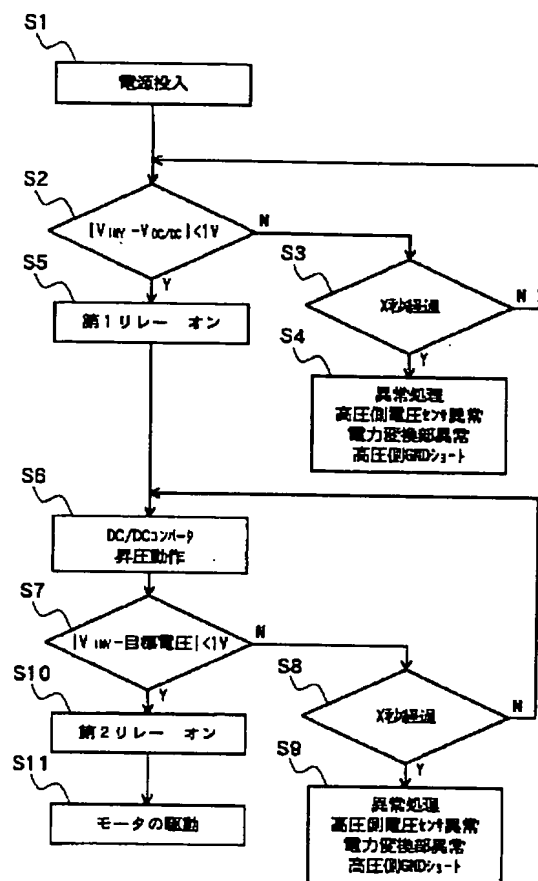 S1
電源投入
S2
|VINV-VDC/DC|<1V
N
Y
S3
X秒経過
N
Y
S5
第1リレー オン
S4
異常処理
高圧側電圧センサ異常
電力変換部異常
高圧側GNDショート
S6
DC/DCコンバータ
昇圧動作
S7
|VINV-目標電圧|<1V
N
Y
S8
X秒経過
N
Y
S10
第2リレー オン
S9
異常処理
高圧側電圧センサ異常
電力変換部異常
高圧側GNDショート
S11
モータの駆動